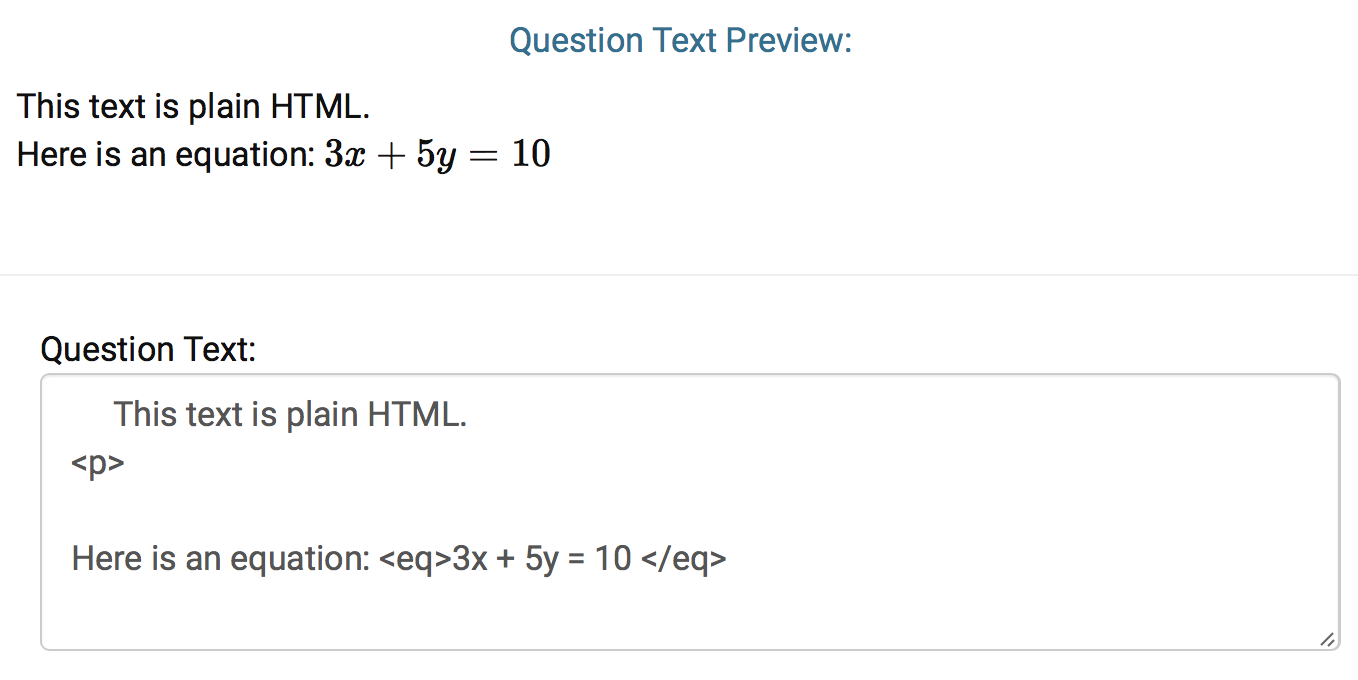 Question Text Preview:
This text is plain HTML.
Here is an equation: 3x + 5y = 10
Question Text:
This text is plain HTML.
<p>
Here is an equation: <eq>3x + 5y = 10 </eq>